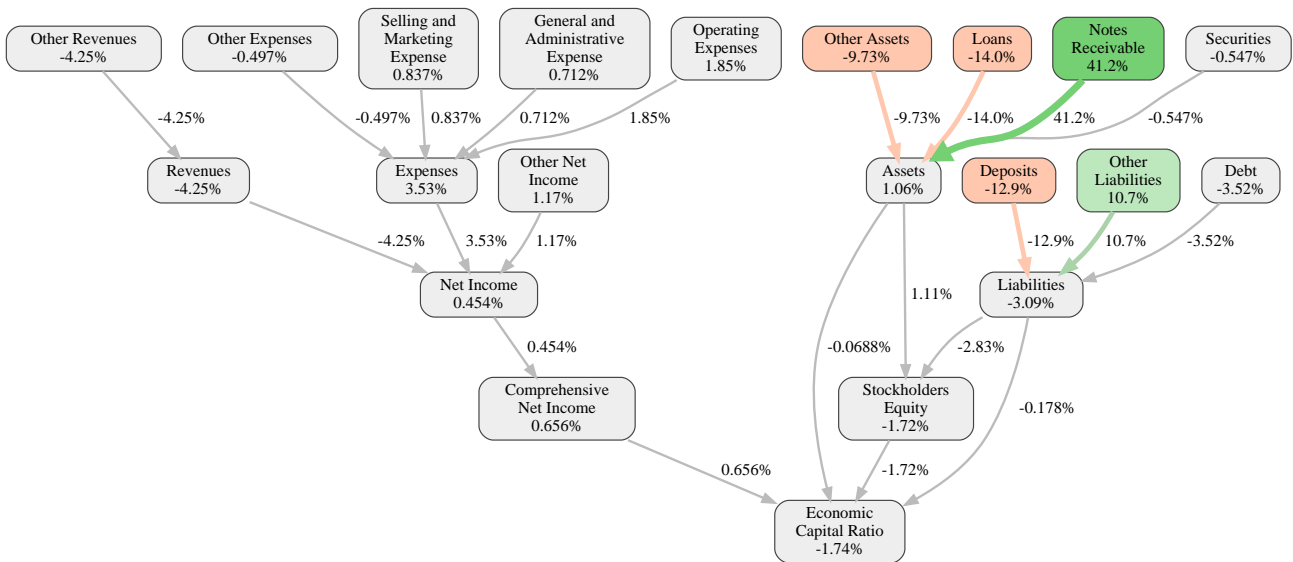 Other Revenues
-4.25%
Other Expenses
-0.497%
Selling and
Marketing
Expense
0.837%
General and
Administrative
Expense
0.712%
Operating
Expenses
1.85%
Other Assets
-9.73%
Loans
-14.0%
Notes
Receivable
41.2%
Securities
-0.547%
-4.25%
-0.497%
0.837%
0.712%
1.85%
-9.73%
-14.0%
41.2%
-0.547%
Revenues
-4.25%
Expenses
3.53%
Other Net
Income
1.17%
Assets
1.06%
Deposits
-12.9%
Other
Liabilities
10.7%
Debt
-3.52%
-4.25%
3.53%
1.17%
-12.9%
10.7%
-3.52%
Net Income
0.454%
1.11%
Liabilities
-3.09%
0.454%
-0.0688%
-2.83%
Comprehensive
Net Income
0.656%
Stockholders
Equity
-1.72%
-0.178%
0.656%
-1.72%
Economic
Capital Ratio
-1.74%